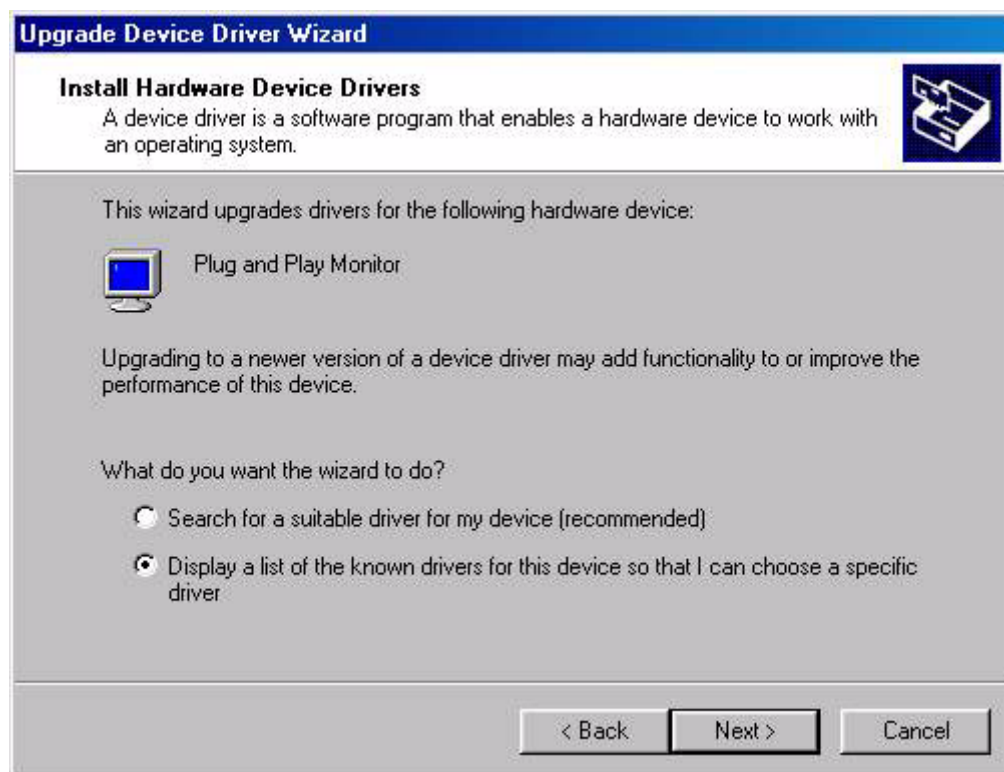 Upgrade Device Driver Wizard
Install Hardware Device Drivers
A device driver is a software program that enables a hardware device to work with
an operating system.
This wizard upgrades drivers for the following hardware device:
Plug and Play Monitor
Upgrading to a newer version of a device driver may add functionality to or improve the
performance of this device.
What do you want the wizard to do?
Search for a suitable driver for my device (recommended)
Display a list of the known drivers for this device so that I can choose a specific
driver
< Back
Next >
Cancel